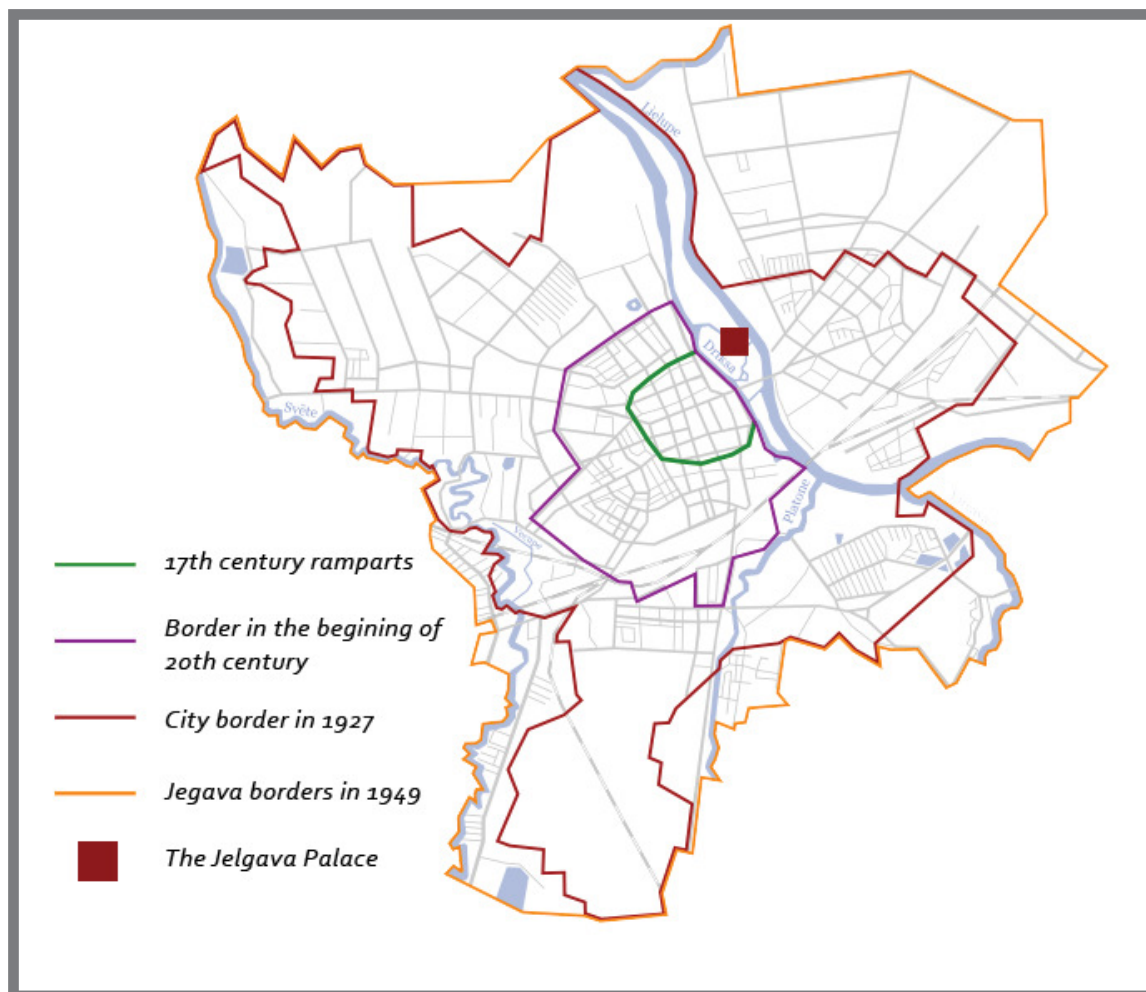 Lielupe
Driksa
Svēte
Platone
17th century ramparts
Border in the begining of
20th century
City border in 1927
Jegava borders in 1949
The Jelgava Palace